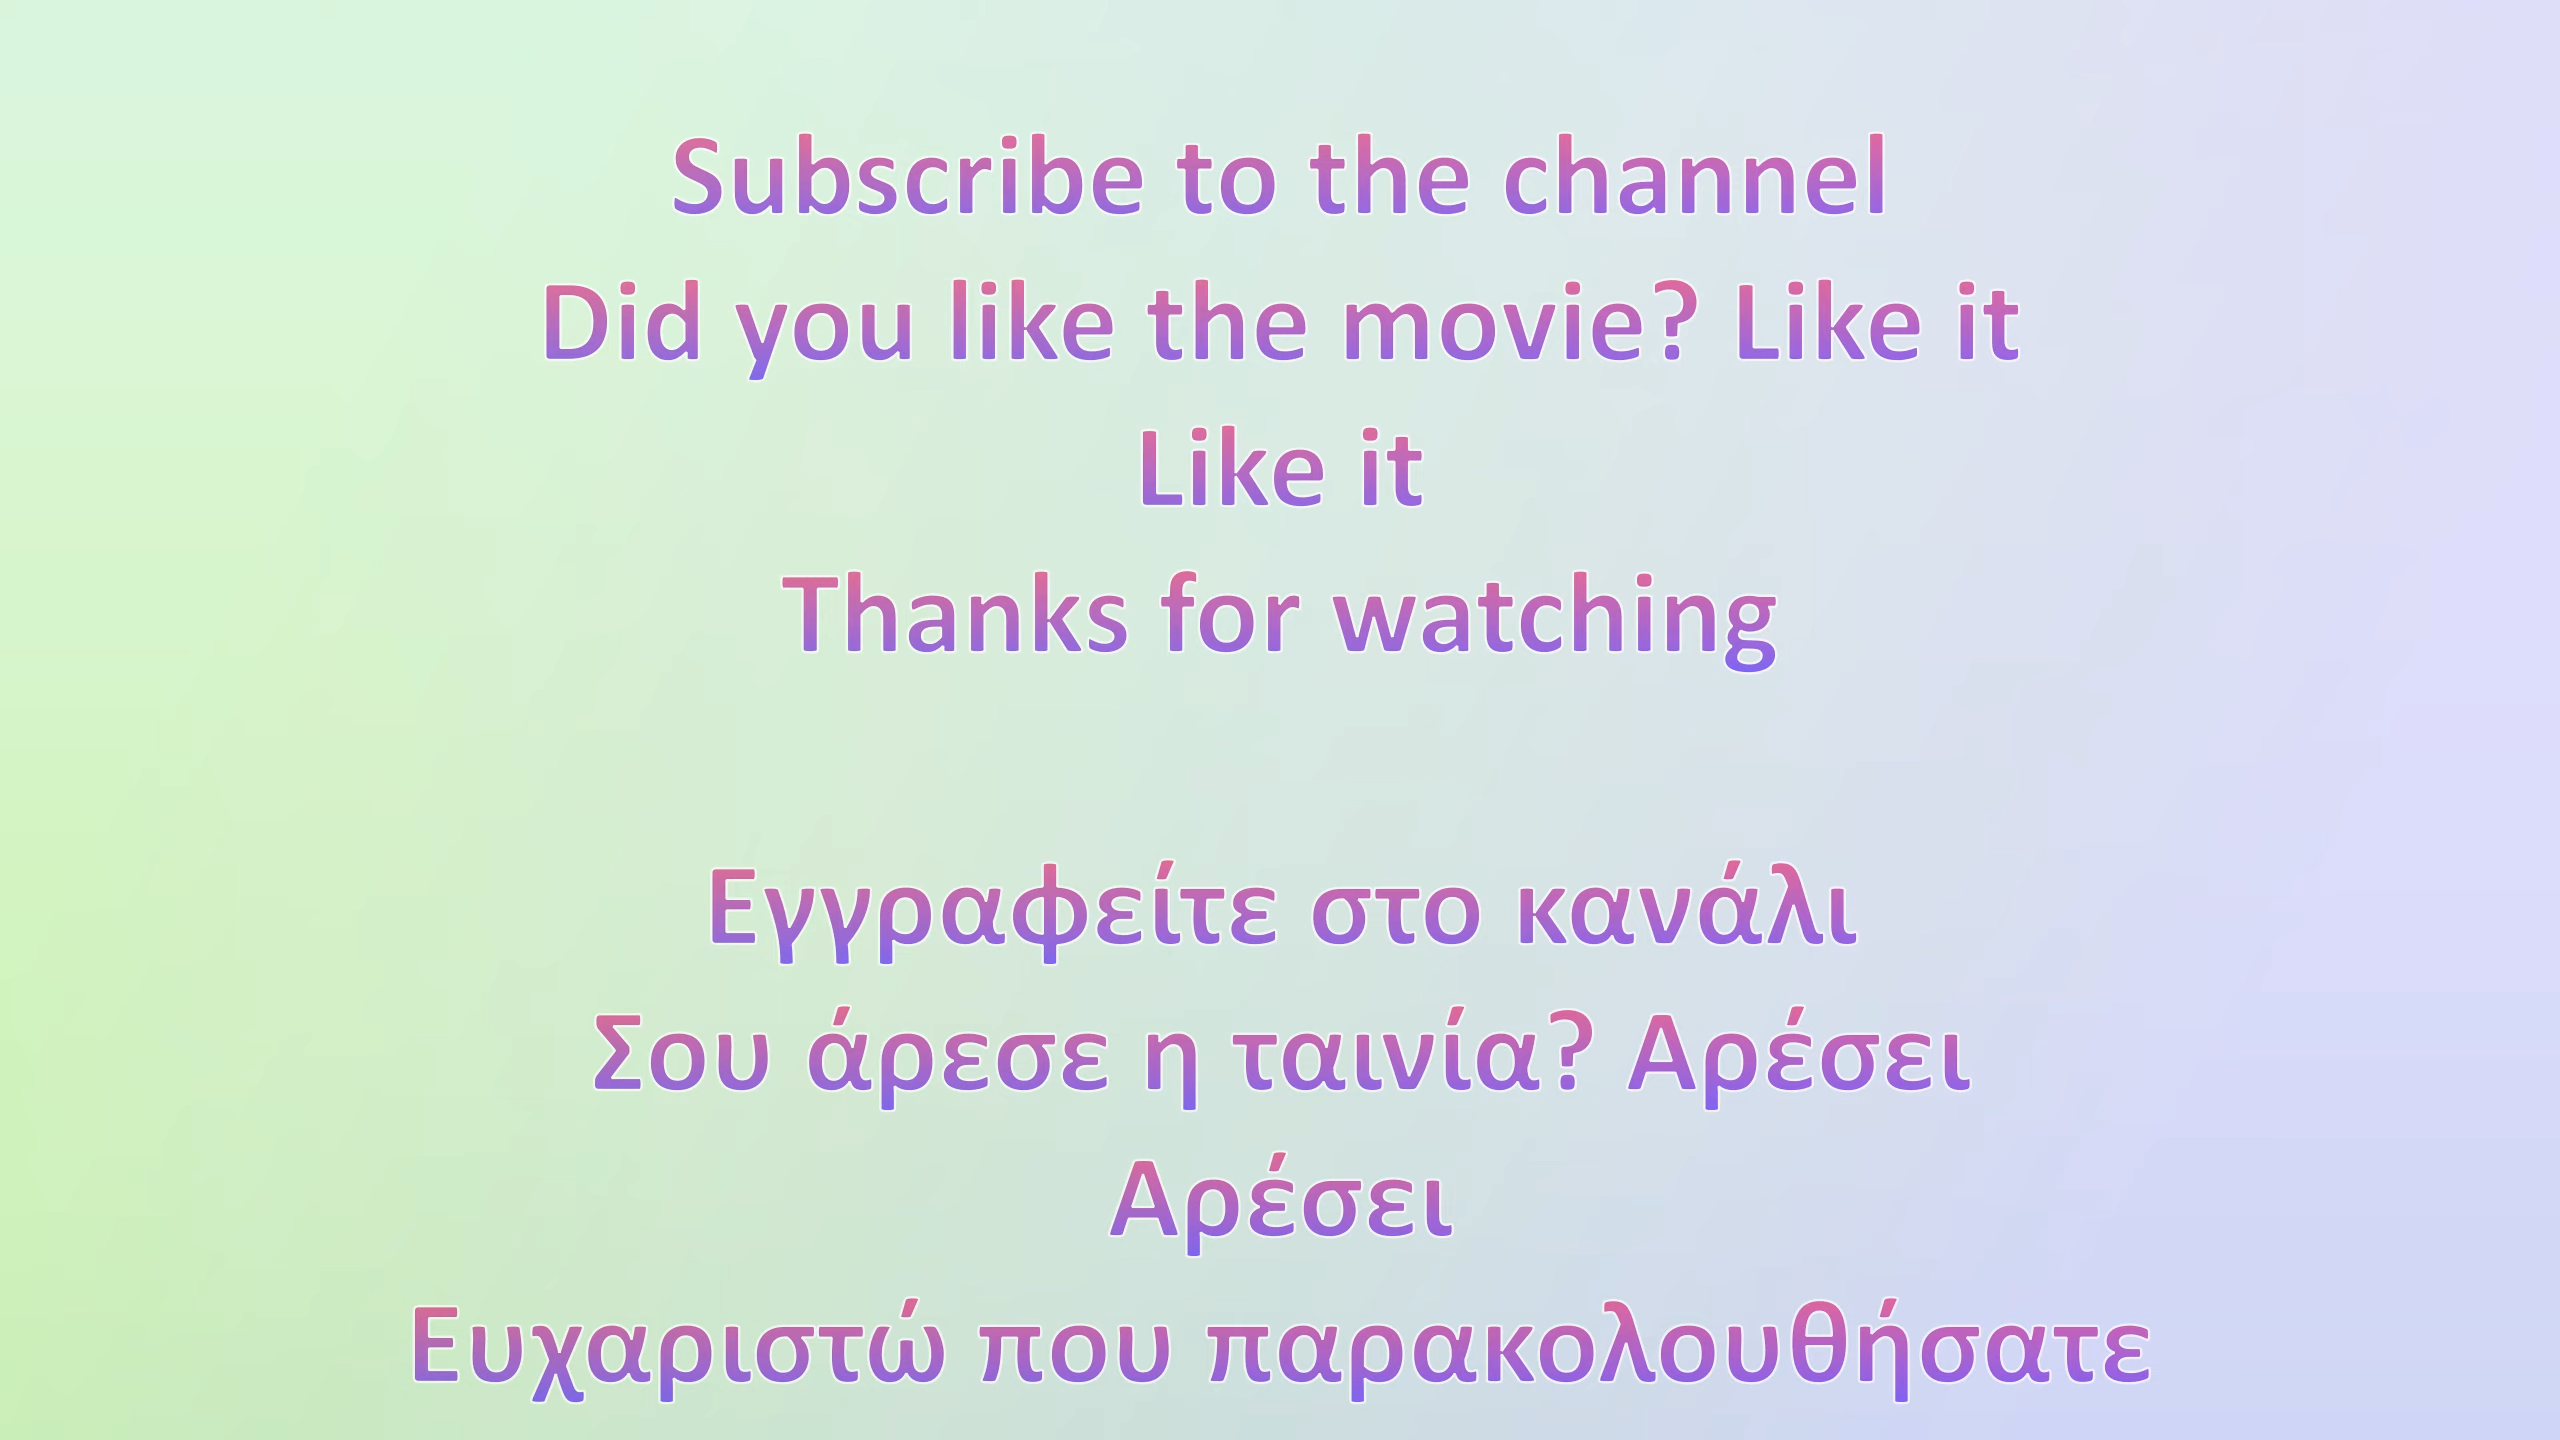 Subscribe to the channel
Did you like the movie? Like it
Like it
Thanks for watching
Εγγραφείτε στο κανάλι
Σου άρεσε η ταινία? Αρέσει
Αρέσει
Ευχαριστώ που παρακολουθήσατε